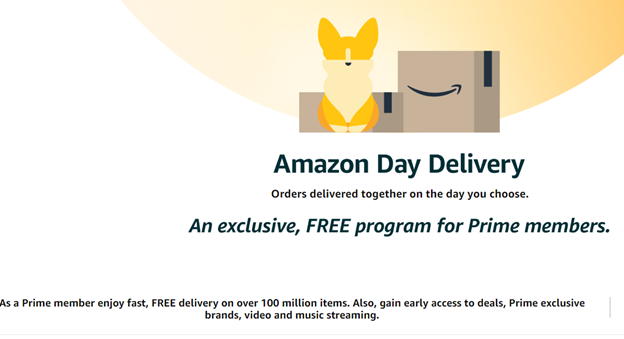 Amazon Day Delivery
Orders delivered together on the day you choose.
An exclusive, FREE program for Prime members.
As a Prime member enjoy fast, FREE delivery on over 100 million items. Also, gain early access to deals, Prime exclusive
brands, video and music streaming.